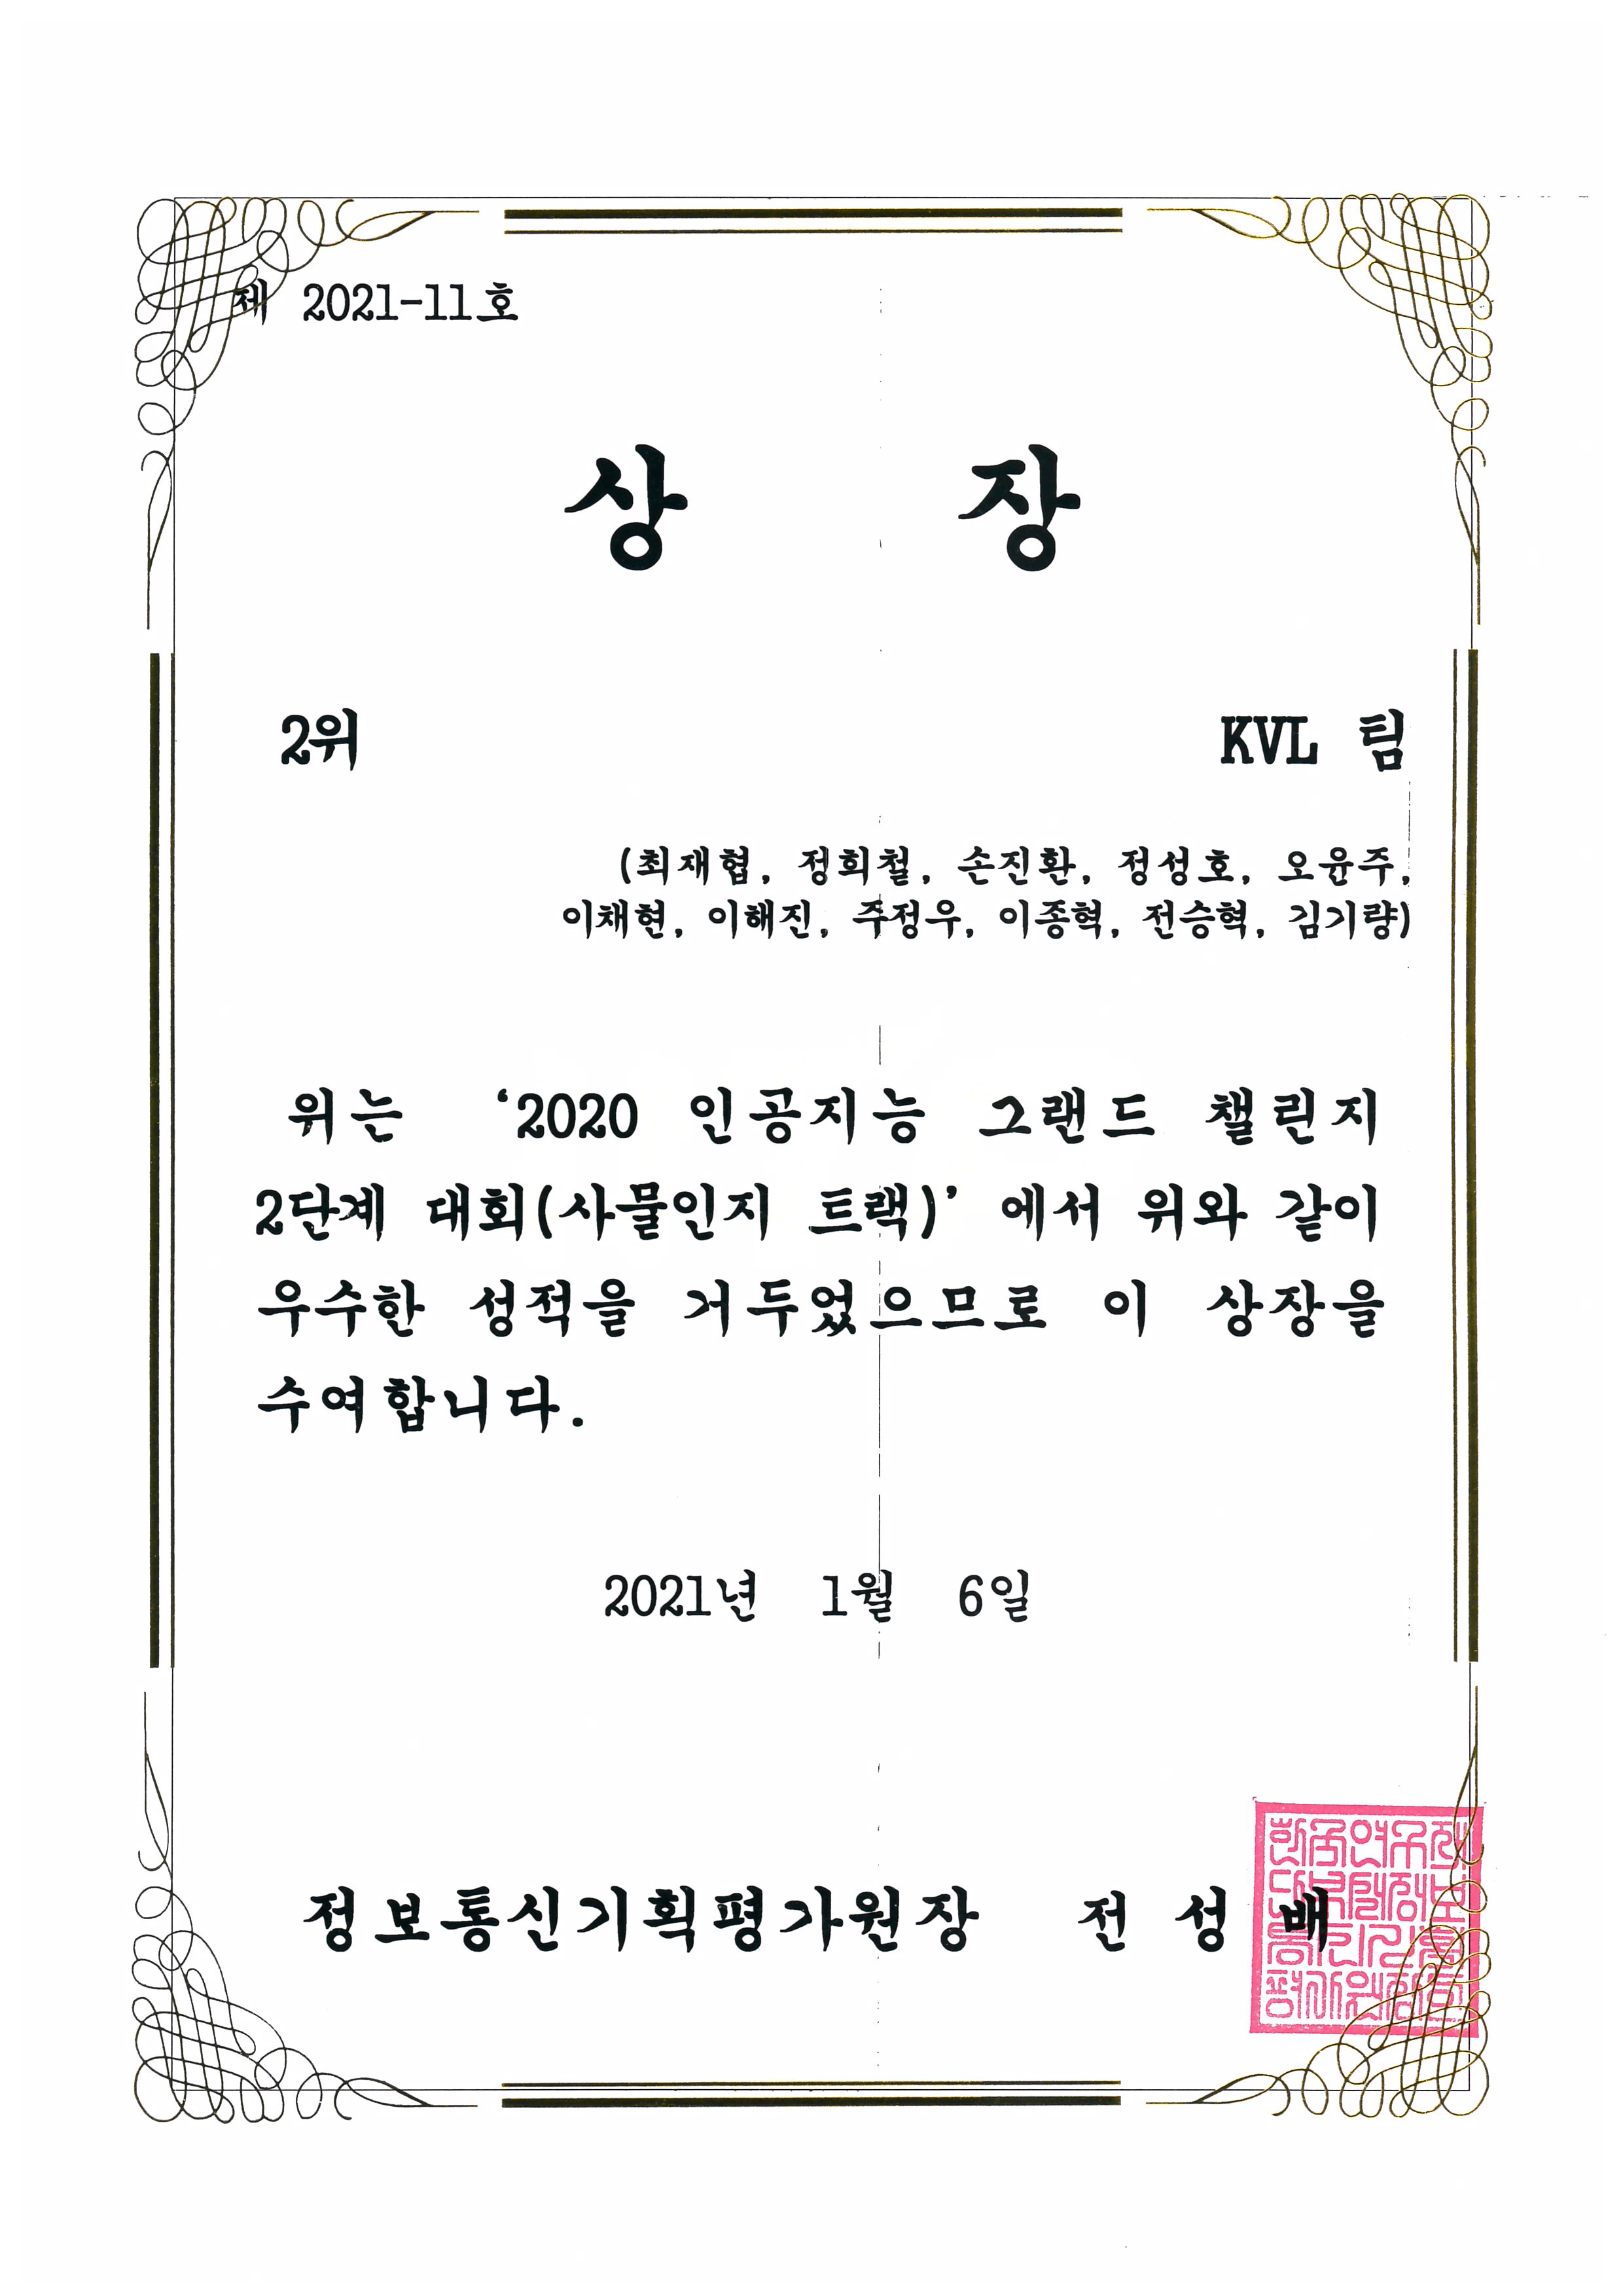 제 2021-11호
상 장
2위 KVL 팀
(최재협, 정희철, 손진환, 정성호, 오윤주,
이채현, 이해진, 주정우, 이종혁, 전승혁, 김기량)
위는 ‘2020 인공지능 그랜드 챌린지
2단계 대회(사물인지 트랙)’ 에서 위와 같이
우수한 성적을 거두었으므로 이 상장을
수여합니다.
2021년 1월 6일
정보통신기획평가원장 전 성 배